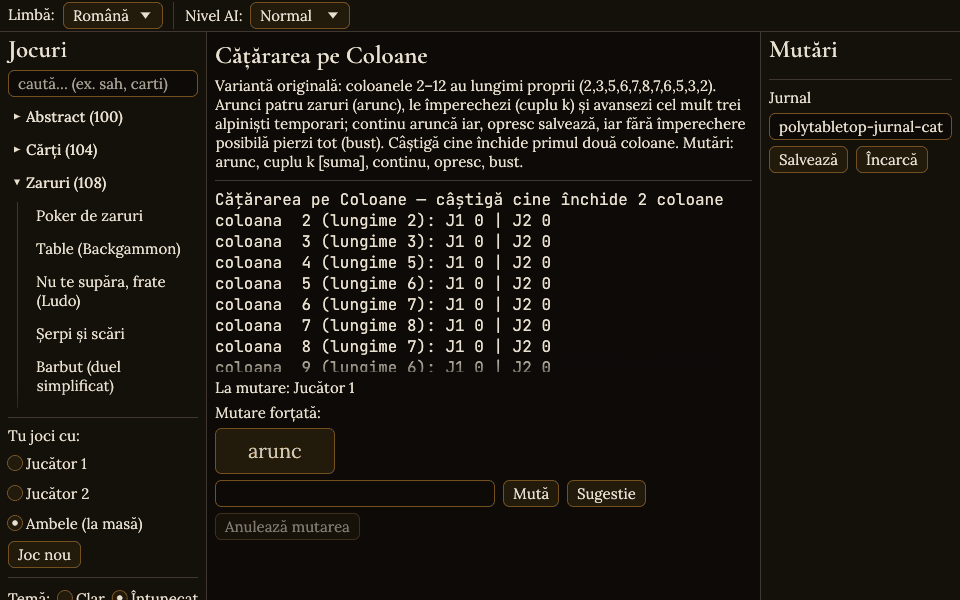 Limbă: Română ▼ Nivel AI: Normal ▼
Jocuri
caută... (ex. sah, carti)
▸ Abstract (100)
▸ Cărți (104)
▾ Zaruri (108)
Poker de zaruri
Table (Backgammon)
Nu te supăra, frate
(Ludo)
Șerpi și scări
Barbut (duel
simplificat)
Tu joci cu:
Jucător 1
Jucător 2
Ambele (la masă)
Joc nou
Temă: Clar Întunecat
Cățărarea pe Coloane
Variantă originală: coloanele 2–12 au lungimi proprii (2,3,5,6,7,8,7,6,5,3,2).
Arunci patru zaruri (arunc), le împerechezi (cuplu k) și avansezi cel mult trei
alpiniști temporari; continu aruncă iar, opresc salvează, iar fără împerechere
posibilă pierzi tot (bust). Câștigă cine închide primul două coloane. Mutări:
arunc, cuplu k [suma], continu, opresc, bust.
Cățărarea pe Coloane — câștigă cine închide 2 coloane
coloana  2 (lungime 2): J1 0 | J2 0
coloana  3 (lungime 3): J1 0 | J2 0
coloana  4 (lungime 5): J1 0 | J2 0
coloana  5 (lungime 6): J1 0 | J2 0
coloana  6 (lungime 7): J1 0 | J2 0
coloana  7 (lungime 8): J1 0 | J2 0
coloana  8 (lungime 7): J1 0 | J2 0
coloana  9 (lungime 6): J1 0 | J2 0
La mutare: Jucător 1
Mutare forțată:
arunc
Mută Sugestie
Anulează mutarea
Mutări
Jurnal
polytabletop-jurnal-cat
Salvează Încarcă